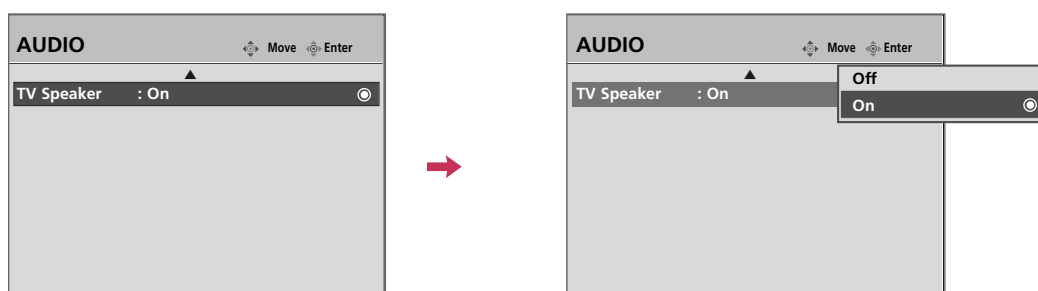 AUDIO Move Enter
TV Speaker : On
AUDIO Move Enter
TV Speaker : On
Off
On